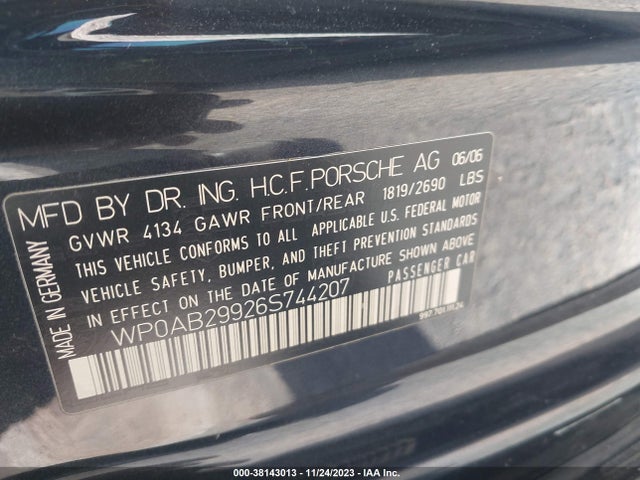 MFD BY DR. ING. H.C.F.PORSCHE AG 06/06
GVWR 4134 GAWR FRONT/REAR 1819/2690 LBS
THIS VEHICLE CONFORMS TO ALL APPLICABLE U.S. FEDERAL MOTOR
VEHICLE SAFETY, BUMPER, AND THEFT PREVENTION STANDARDS
IN EFFECT ON DATE OF MANUFACTURE SHOWN ABOVE
WP0AB29926S744207 PASSENGER CAR
MADE IN GERMANY
000-38143013 - 11/24/2023 - IAA Inc.